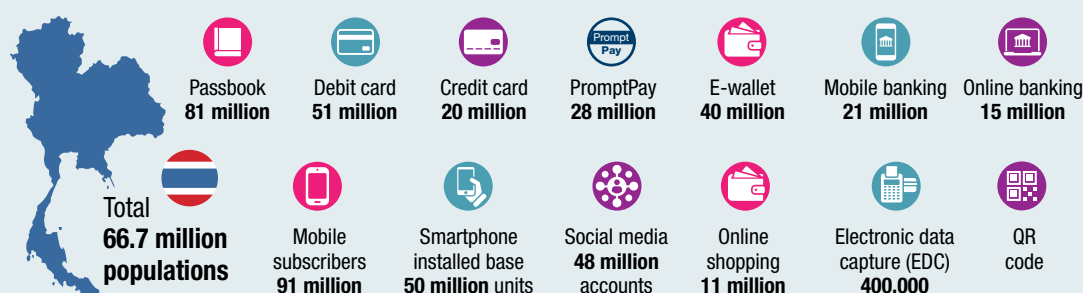 Prompt
Pay
Passbook
81 million
Debit card
51 million
Credit card
20 million
PromptPay
28 million
E-wallet
40 million
Mobile banking
21 million
Online banking
15 million
Total
66.7 million
populations
Mobile
subscribers
91 million
Smartphone
installed base
50 million units
Social media
48 million
accounts
Online
shopping
11 million
Electronic data
capture (EDC)
400,000
QR
code